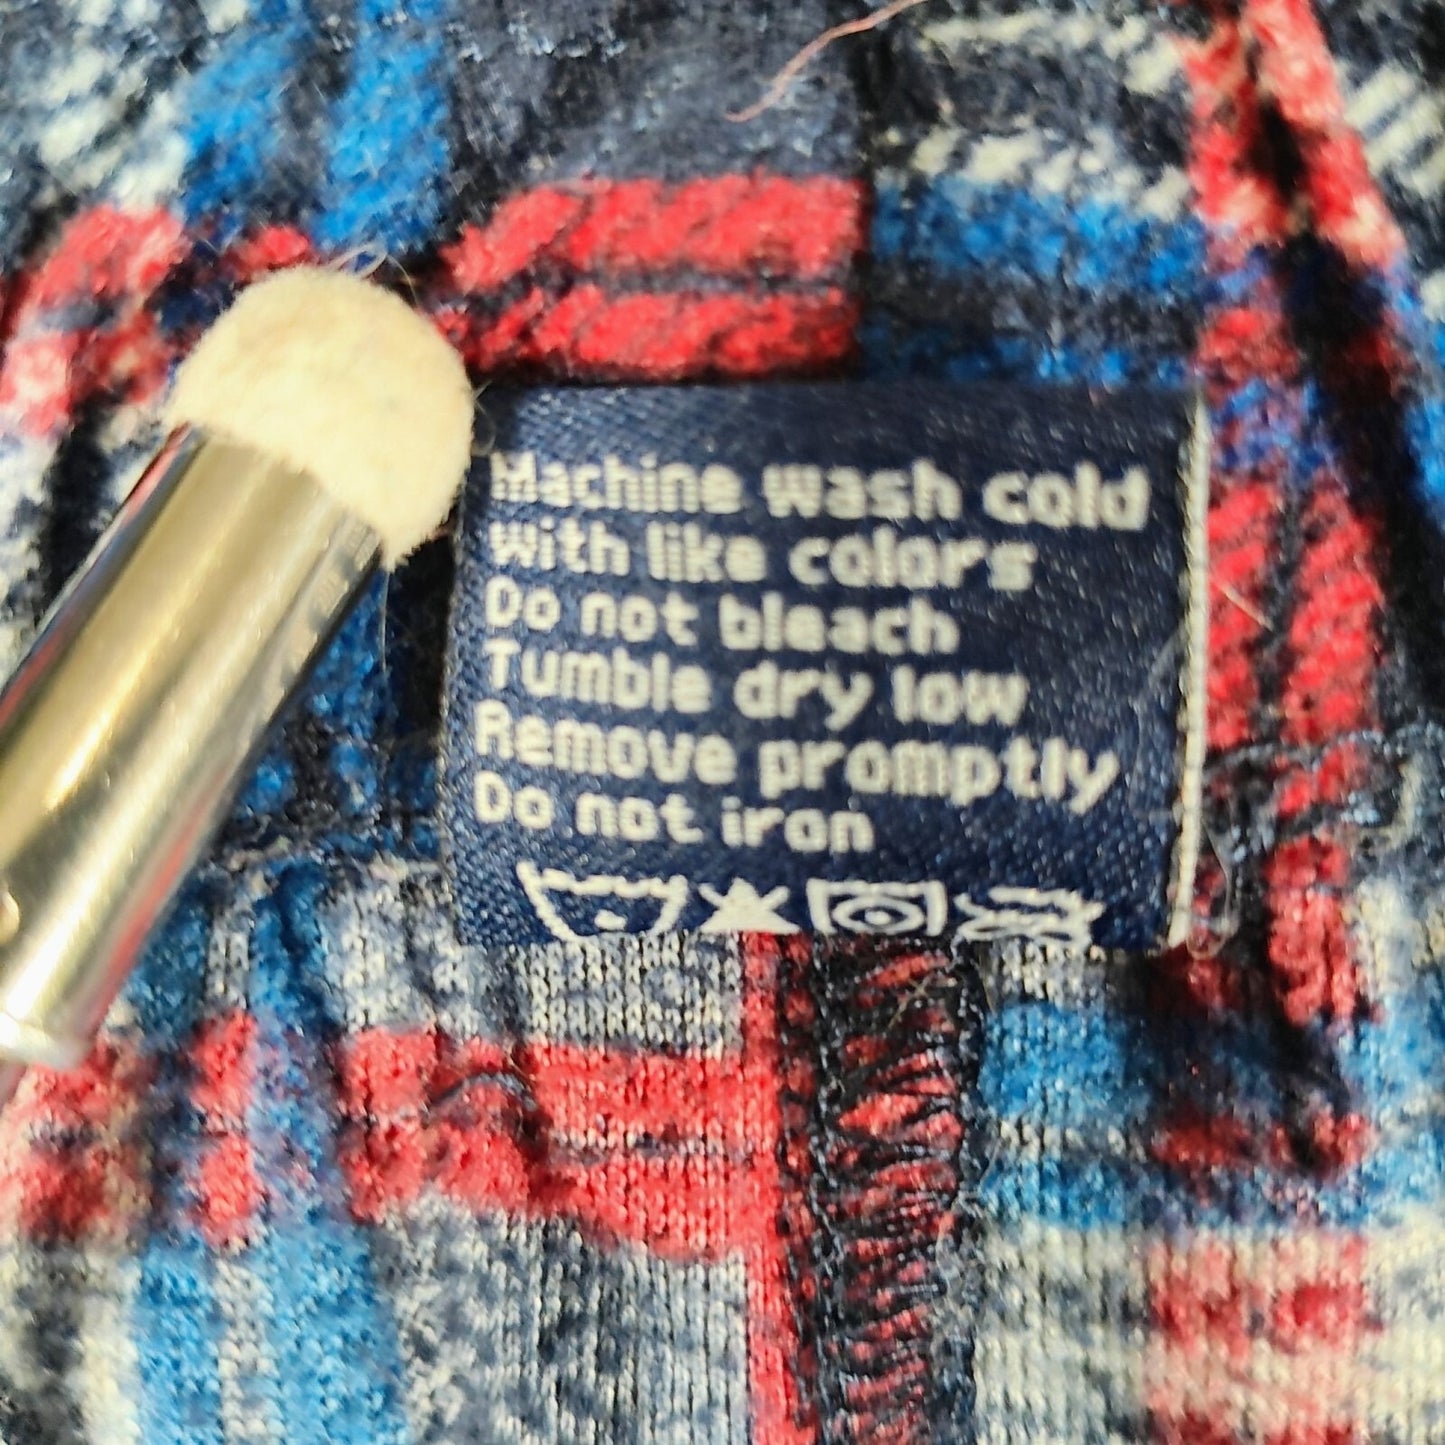 Machine wash cold
with like colors
Do not bleach
Tumble dry low
Remove promptly
Do not iron